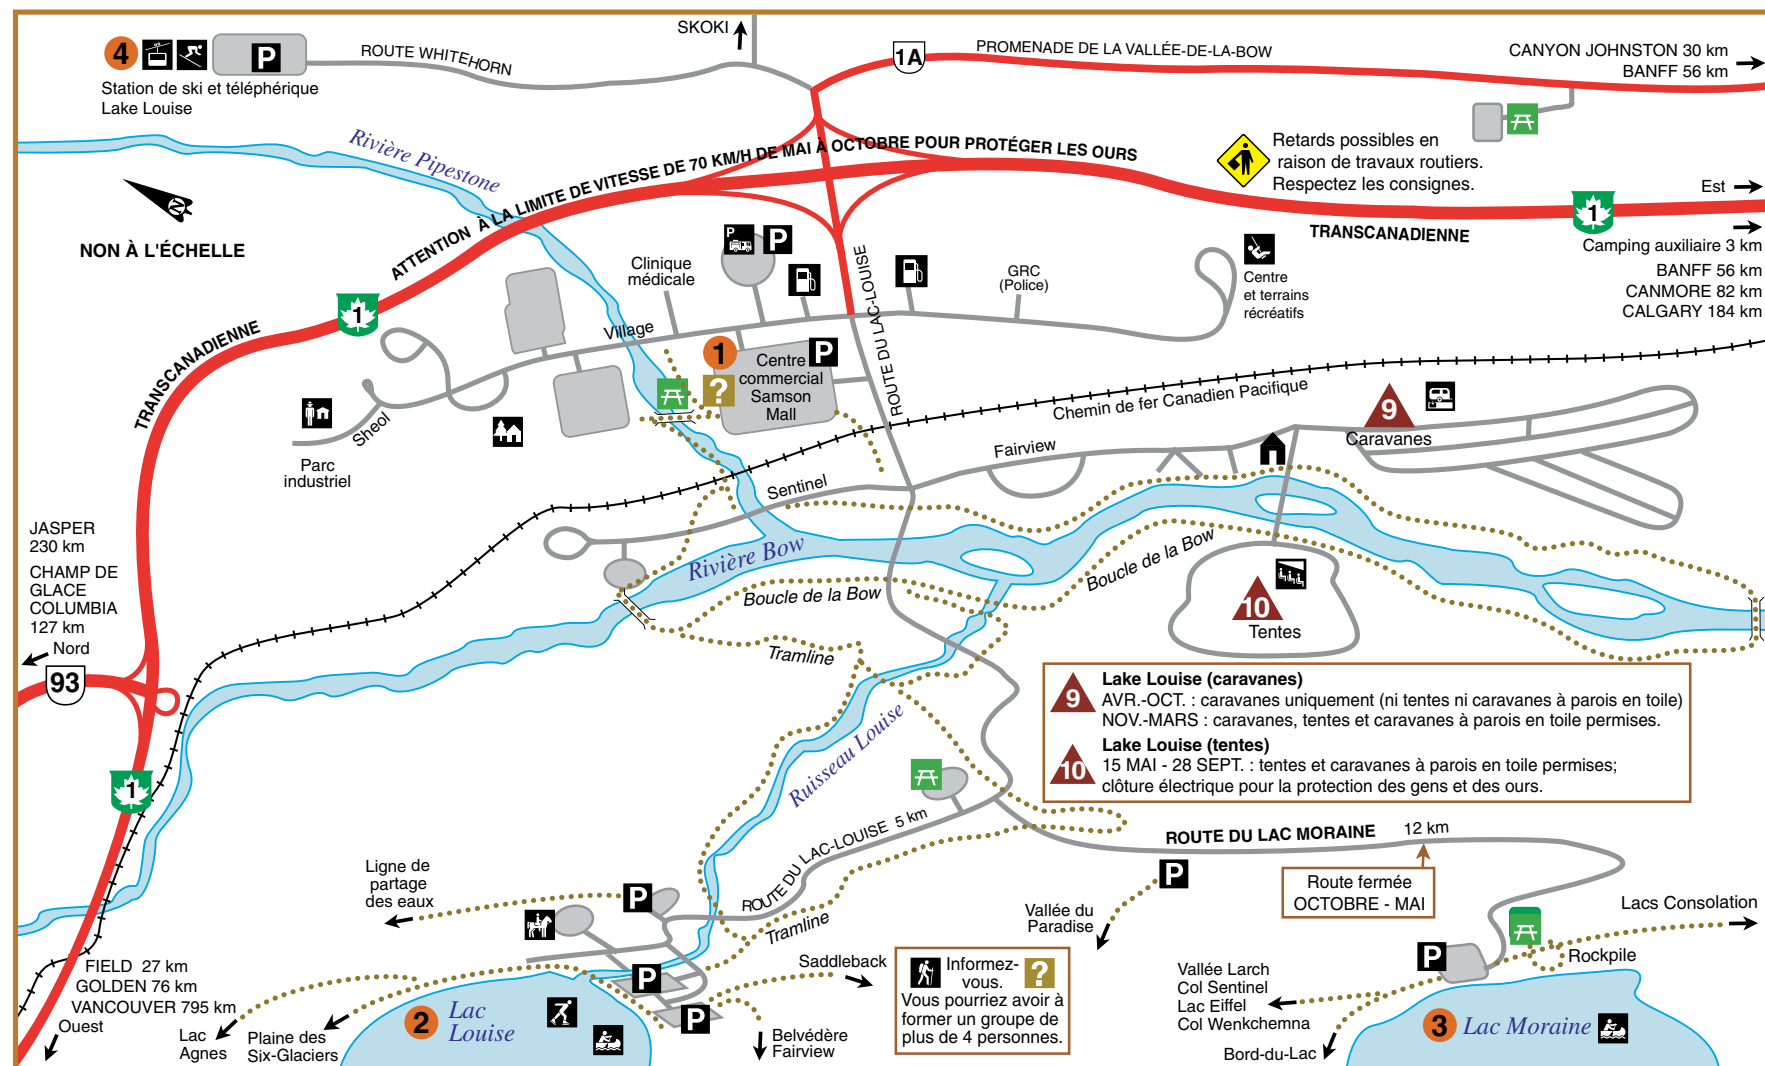 SKOKI
4
P
Station de ski et téléphérique
Lake Louise
ROUTE WHITEHORN
1A
PROMENADE DE LA VALLÉE-DE-LA-BOW
CANYON JOHNSTON 30 km
BANFF 56 km
Rivière Pipestone
N
NON À L'ÉCHELLE
ATTENTION À LA LIMITE DE VITESSE DE 70 KM/H DE MAI À OCTOBRE POUR PROTÉGER LES OURS
Retards possibles en
raison de travaux routiers.
Respectez les consignes.
Est
1
TRANSCANADIENNE
Camping auxiliaire 3 km
BANFF 56 km
CANMORE 82 km
CALGARY 184 km
P
P
Clinique
médicale
GRC
(Police)
Centre
et terrains
récréatifs
1
TRANSCANADIENNE
Village
ROUTE DU LAC-LOUISE
1
P
Centre
commercial
Samson
Mall
?
Sheol
Parc
industriel
Chemin de fer Canadien Pacifique
9
Caravanes
Fairview
Sentinel
Rivière Bow
Boucle de la Bow
Boucle de la Bow
10
Tentes
JASPER
230 km
CHAMP DE
GLACE
COLUMBIA
127 km
Nord
93
1
Tramline
Ruisseau Louise
9
Lake Louise (caravanes)
AVR.-OCT. : caravanes uniquement (ni tentes ni caravanes à parois en toile)
NOV.-MARS : caravanes, tentes et caravanes à parois en toile permises.
10
Lake Louise (tentes)
15 MAI - 28 SEPT. : tentes et caravanes à parois en toile permises;
clôture électrique pour la protection des gens et des ours.
ROUTE DU LAC-LOUISE 5 km
ROUTE DU LAC MORAINE 12 km
Route fermée
OCTOBRE - MAI
Ligne de
partage
des eaux
P
Tramline
P
Vallée du
Paradise
Lacs Consolation
Rockpile
P
Vallée Larch
Col Sentinel
Lac Eiffel
Col Wenkchemna
Bord-du-Lac
3
Lac Moraine
FIELD 27 km
GOLDEN 76 km
VANCOUVER 795 km
Ouest
Lac
Agnes
Plaine des
Six-Glaciers
2
Lac
Louise
P
P
Saddleback
Belvédère
Fairview
Informez-
vous.
?
Vous pourriez avoir à
former un groupe de
plus de 4 personnes.